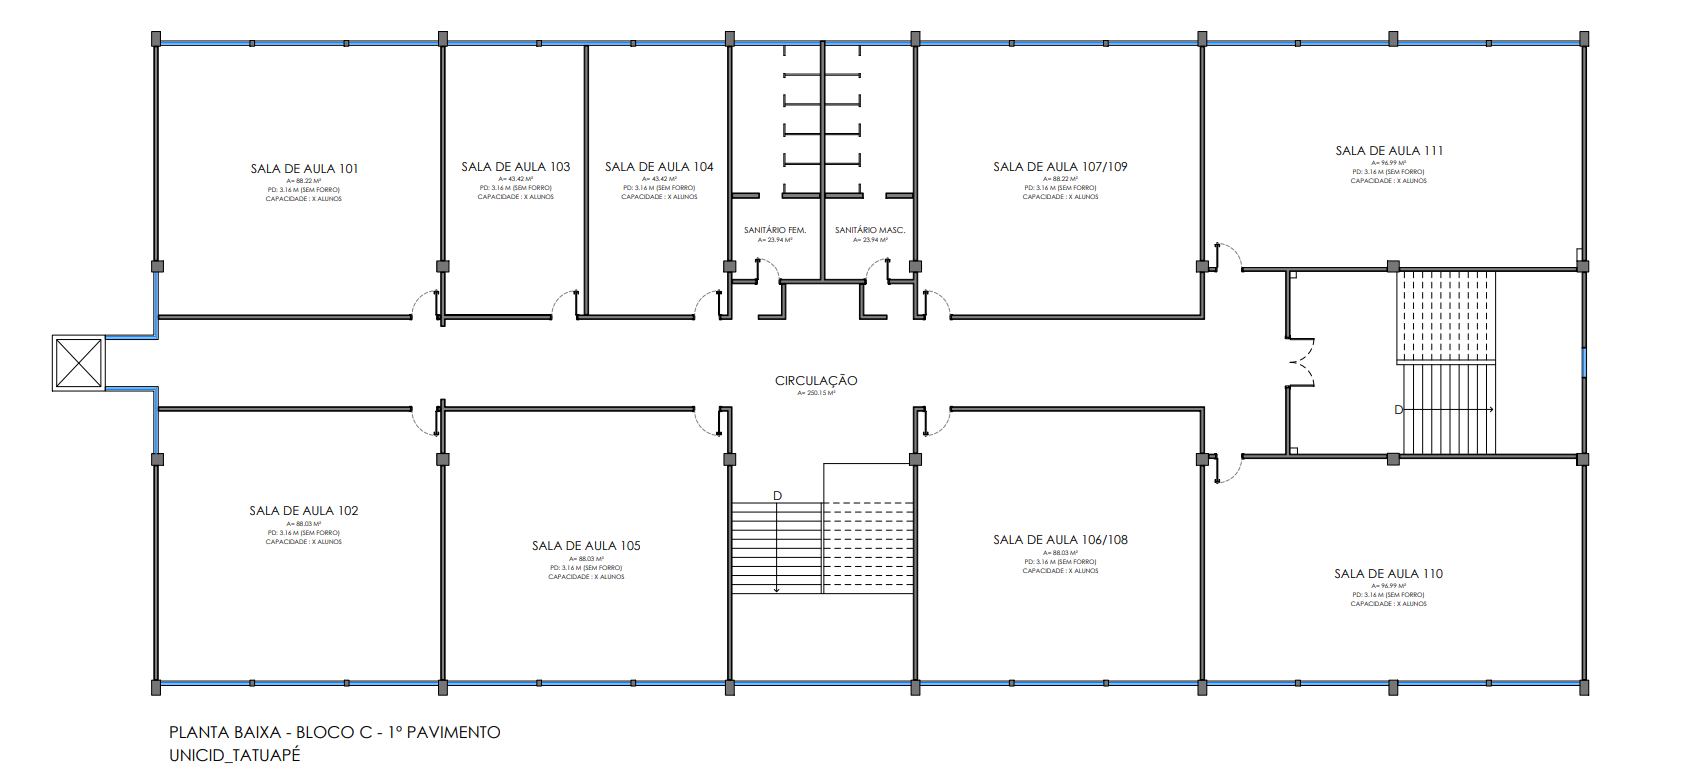 SALA DE AULA 101
A= 88.22 M²
PD: 3.16 M (SEM FORRO)
CAPACIDADE : X ALUNOS
SALA DE AULA 103
A= 43.42 M²
PD: 3.16 M (SEM FORRO)
CAPACIDADE : X ALUNOS
SALA DE AULA 104
A= 43.42 M²
PD: 3.16 M (SEM FORRO)
CAPACIDADE : X ALUNOS
SANITÁRIO FEM.
A= 23.94 M²
SANITÁRIO MASC.
A= 23.94 M²
SALA DE AULA 107/109
A= 88.22 M²
PD: 3.16 M (SEM FORRO)
CAPACIDADE : X ALUNOS
SALA DE AULA 111
A= 96.99 M²
PD: 3.16 M (SEM FORRO)
CAPACIDADE : X ALUNOS
CIRCULAÇÃO
A= 250.15 M²
D
SALA DE AULA 102
A= 88.03 M²
PD: 3.16 M (SEM FORRO)
CAPACIDADE : X ALUNOS
SALA DE AULA 105
A= 88.03 M²
PD: 3.16 M (SEM FORRO)
CAPACIDADE : X ALUNOS
D
SALA DE AULA 106/108
A= 88.03 M²
PD: 3.16 M (SEM FORRO)
CAPACIDADE : X ALUNOS
SALA DE AULA 110
A= 96.99 M²
PD: 3.16 M (SEM FORRO)
CAPACIDADE : X ALUNOS
PLANTA BAIXA - BLOCO C - 1º PAVIMENTO
UNICID_TATUAPÉ